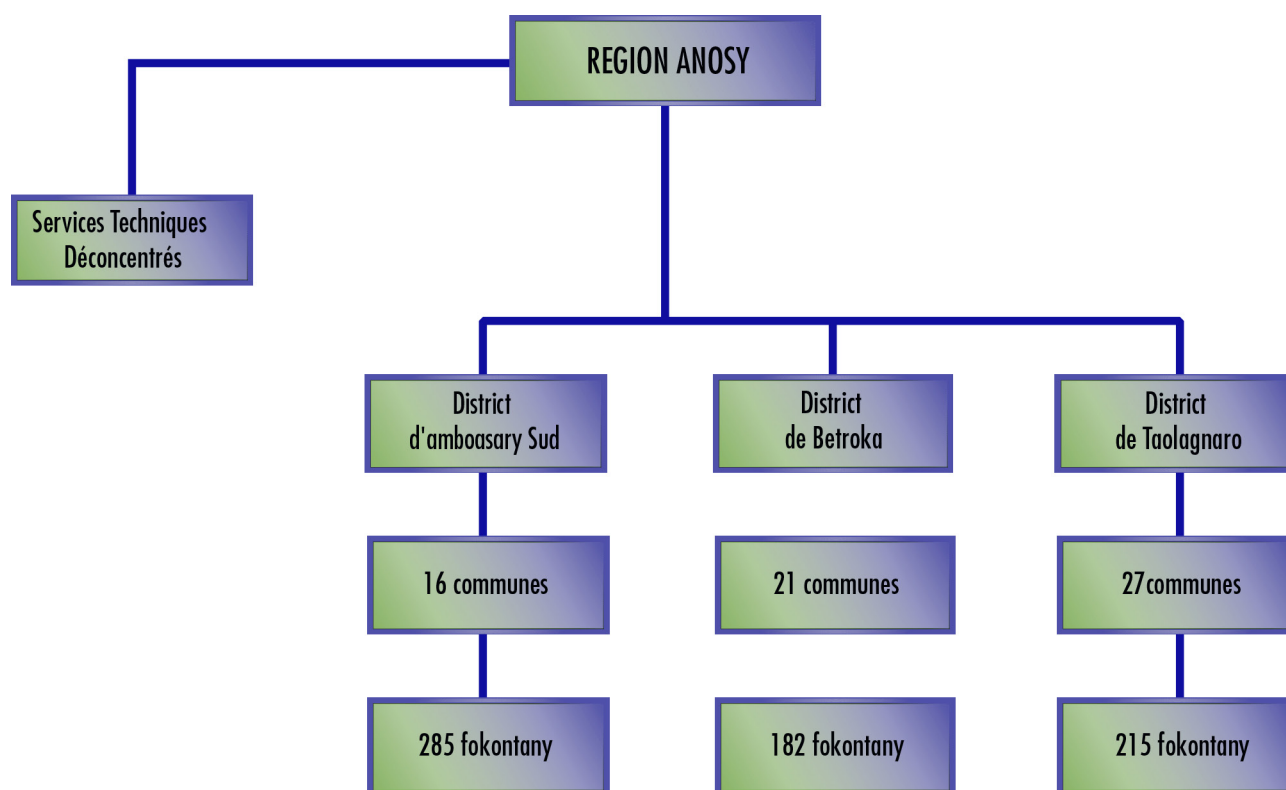 REGION ANOSY
Services Techniques
Déconcentrés
District
d'amboasary Sud
District
de Betroka
District
de Taolagnaro
16 communes
21 communes
27communes
285 fokontany
182 fokontany
215 fokontany